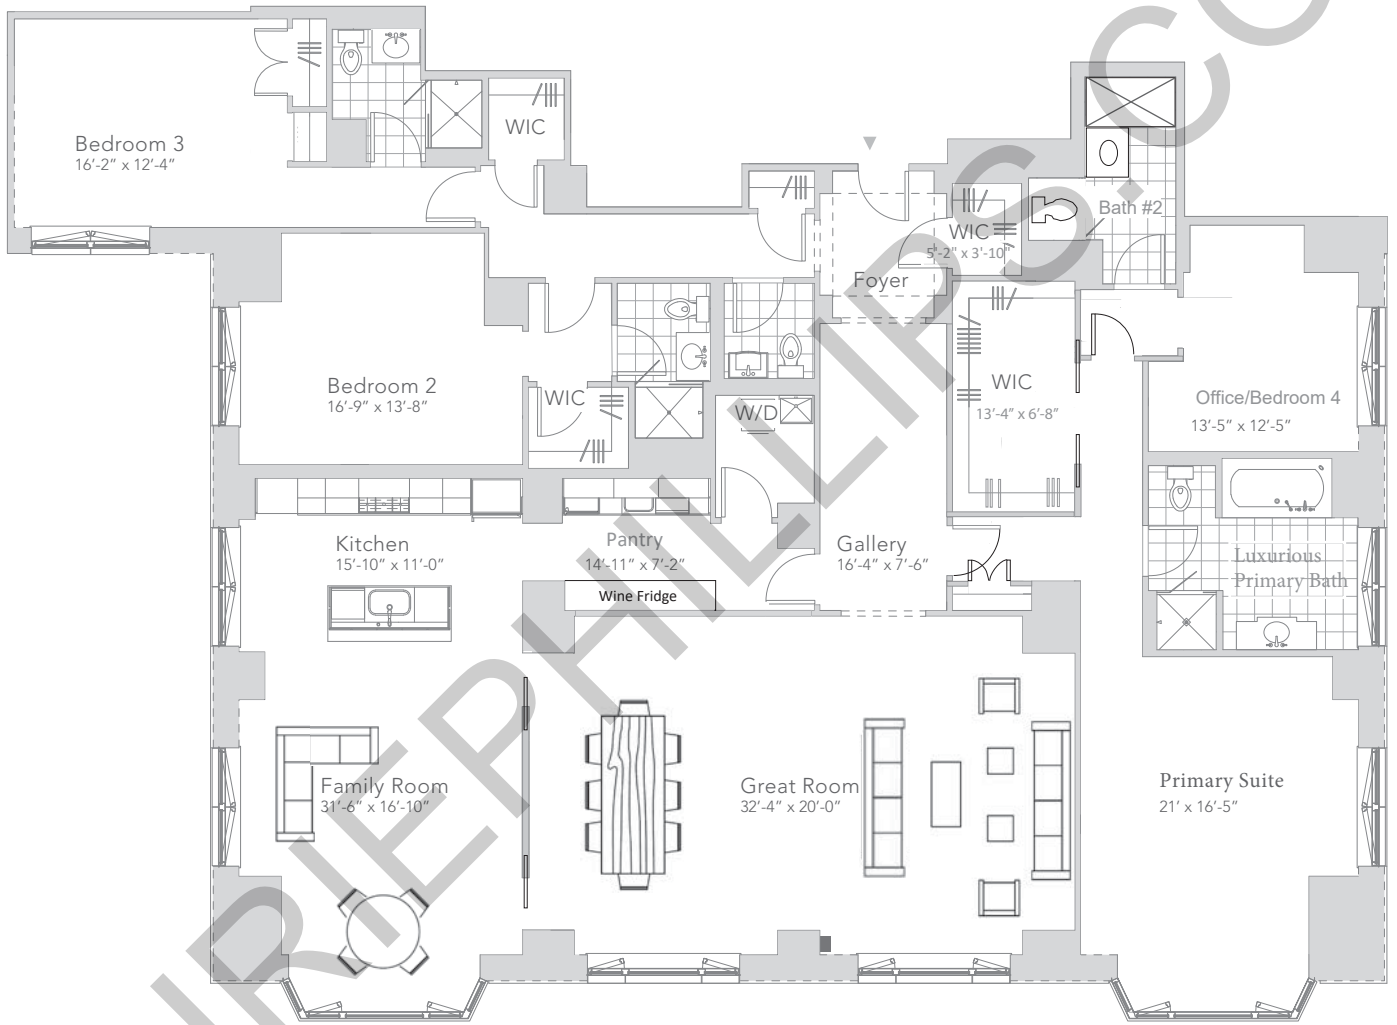 Bedroom 3
16'-2" x 12'-4"
WIC
Bath #2
WIC
5'-2" x 3'-10"
Foyer
Bedroom 2
16'-9" x 13'-8"
WIC
W/D
WIC
13'-4" x 6'-8"
Office/Bedroom 4
13'-5" x 12'-5"
Kitchen
15'-10" x 11'-0"
Pantry
14'-11" x 7'-2"
Wine Fridge
Gallery
16'-4" x 7'-6"
Luxurious
Primary Bath
Family Room
31'-6" x 16'-10"
Great Room
32'-4" x 20'-0"
Primary Suite
21' x 16'-5"
RIEPHILLIPS.CO